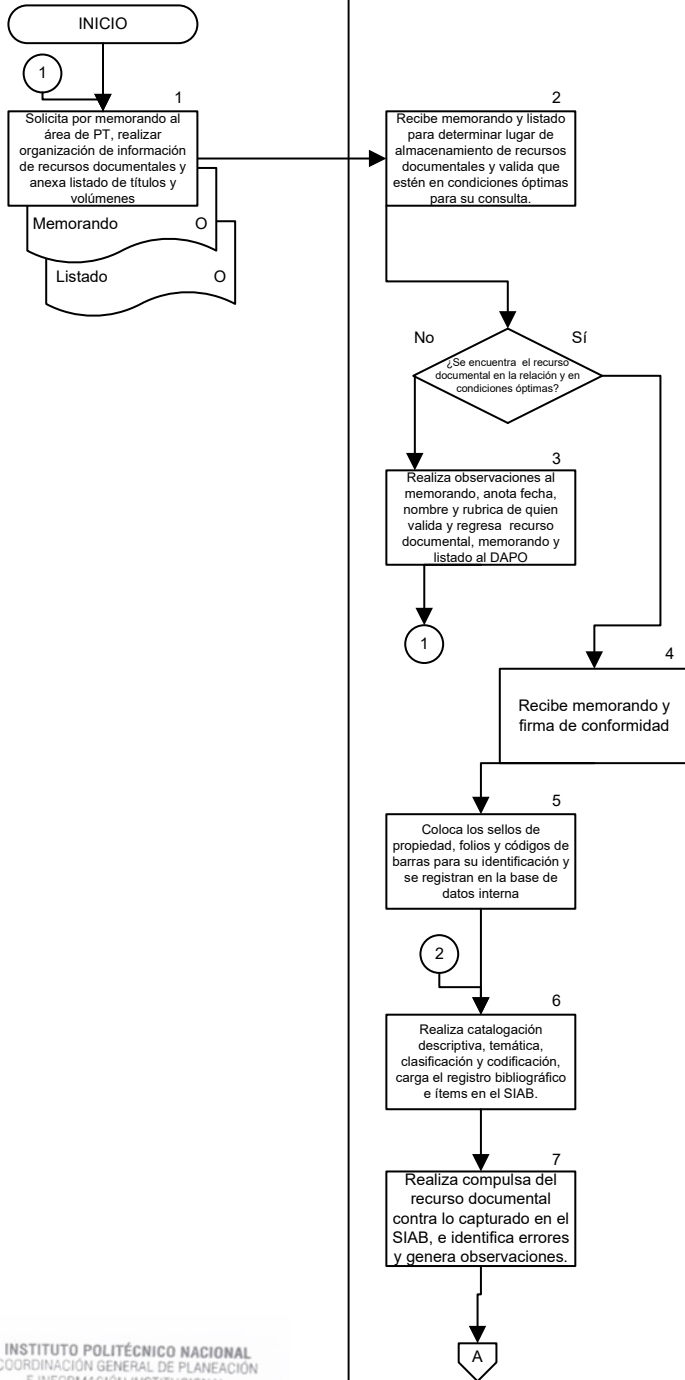 INICIO
1
1
Solicita por memorando al
área de PT, realizar
organización de información
de recursos documentales y
anexa listado de títulos y
volúmenes
Memorando O
Listado O
2
Recibe memorando y listado
para determinar lugar de
almacenamiento de recursos
documentales y valida que
estén en condiciones óptimas
para su consulta.
No
Sí
¿Se encuentra el recurso
documental en la relación y en
condiciones óptimas?
3
Realiza observaciones al
memorando, anota fecha,
nombre y rubrica de quien
valida y regresa recurso
documental, memorando y
listado al DAPO
1
4
Recibe memorando y
firma de conformidad
5
Coloca los sellos de
propiedad, folios y códigos de
barras para su identificación y
se registran en la base de
datos interna
2
6
Realiza catalogación
descriptiva, temática,
clasificación y codificación,
carga el registro bibliográfico
e ítems en el SIAB.
7
Realiza compulsa del
recurso documental
contra lo capturado en el
SIAB, e identifica errores
y genera observaciones.
A
INSTITUTO POLITÉCNICO NACIONAL
COORDINACIÓN GENERAL DE PLANEACIÓN
E INFORMACIÓN INSTITUCIONAL